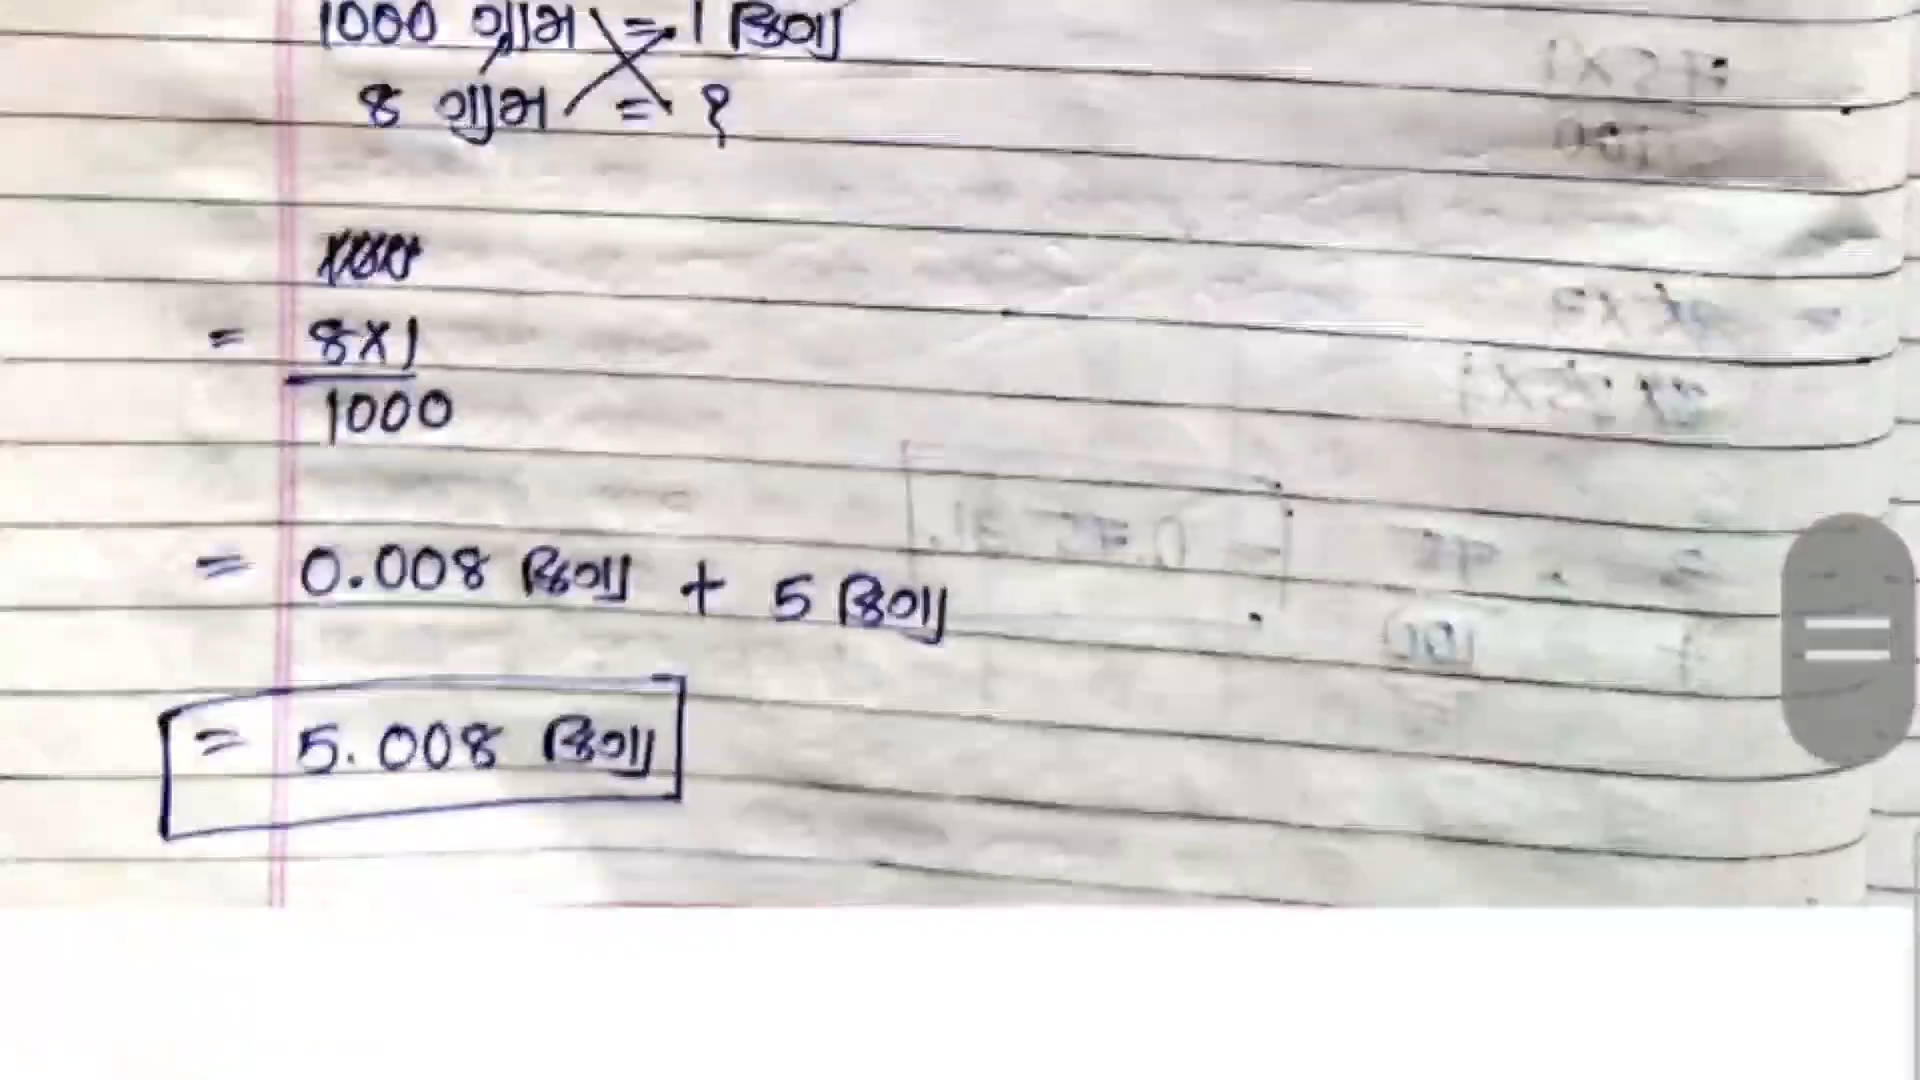 1000 ગ્રામ = 1 કિગ્રા
8 ગ્રામ = ?
= 8×1
1000
= 0.008 કિગ્રા + 5 કિગ્રા
= 5.008 કિગ્રા